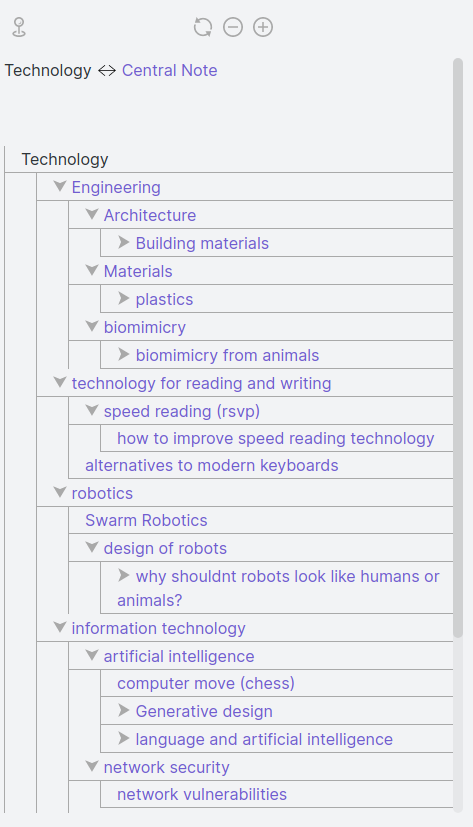 Technology ↔ Central Note
Technology
Engineering
Architecture
Building materials
Materials
plastics
biomimicry
biomimicry from animals
technology for reading and writing
speed reading (rsvp)
how to improve speed reading technology
alternatives to modern keyboards
robotics
Swarm Robotics
design of robots
why shouldnt robots look like humans or
animals?
information technology
artificial intelligence
computer move (chess)
Generative design
language and artificial intelligence
network security
network vulnerabilities